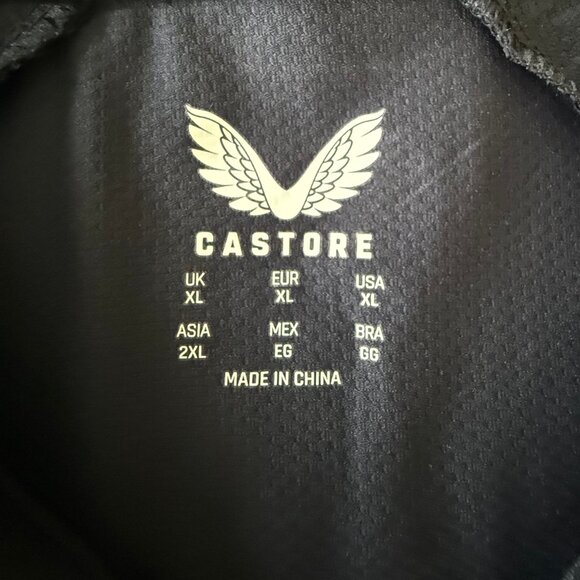 CASTORE
UK EUR USA
XL XL XL
ASIA MEX BRA
2XL EG GG
MADE IN CHINA